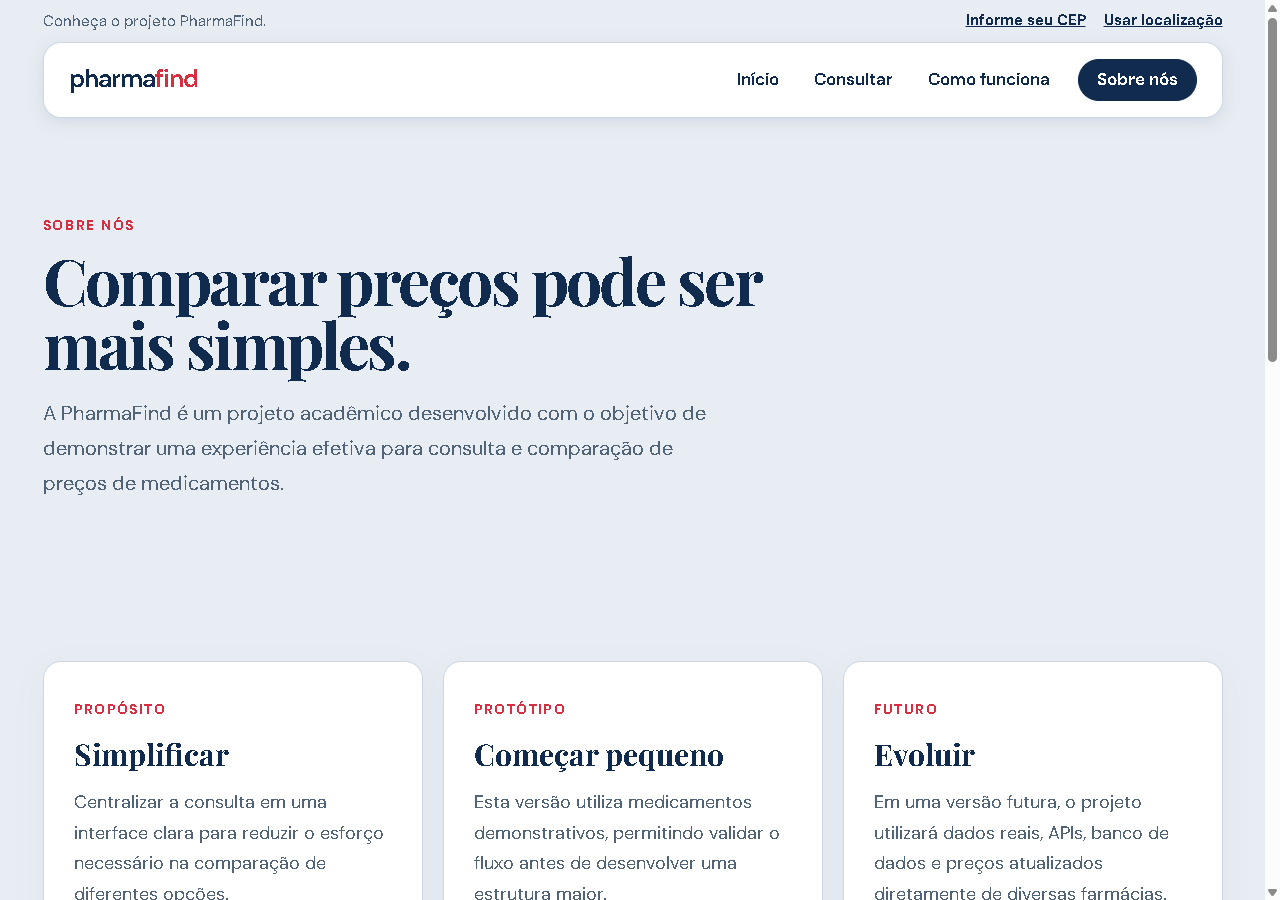 Conheça o projeto PharmaFind.
Informe seu CEP
Usar localização
pharmafind
Início
Consultar
Como funciona
Sobre nós
SOBRE NÓS
Comparar preços pode ser
mais simples.
A PharmaFind é um projeto acadêmico desenvolvido com o objetivo de
demonstrar uma experiência efetiva para consulta e comparação de
preços de medicamentos.
PROPÓSITO
Simplificar
Centralizar a consulta em uma
interface clara para reduzir o esforço
necessário na comparação de
diferentes opções.
PROTÓTIPO
Começar pequeno
Esta versão utiliza medicamentos
demonstrativos, permitindo validar o
fluxo antes de desenvolver uma
estrutura maior.
FUTURO
Evoluir
Em uma versão futura, o projeto
utilizará dados reais, APIs, banco de
dados e preços atualizados
diretamente de diversas farmácias.